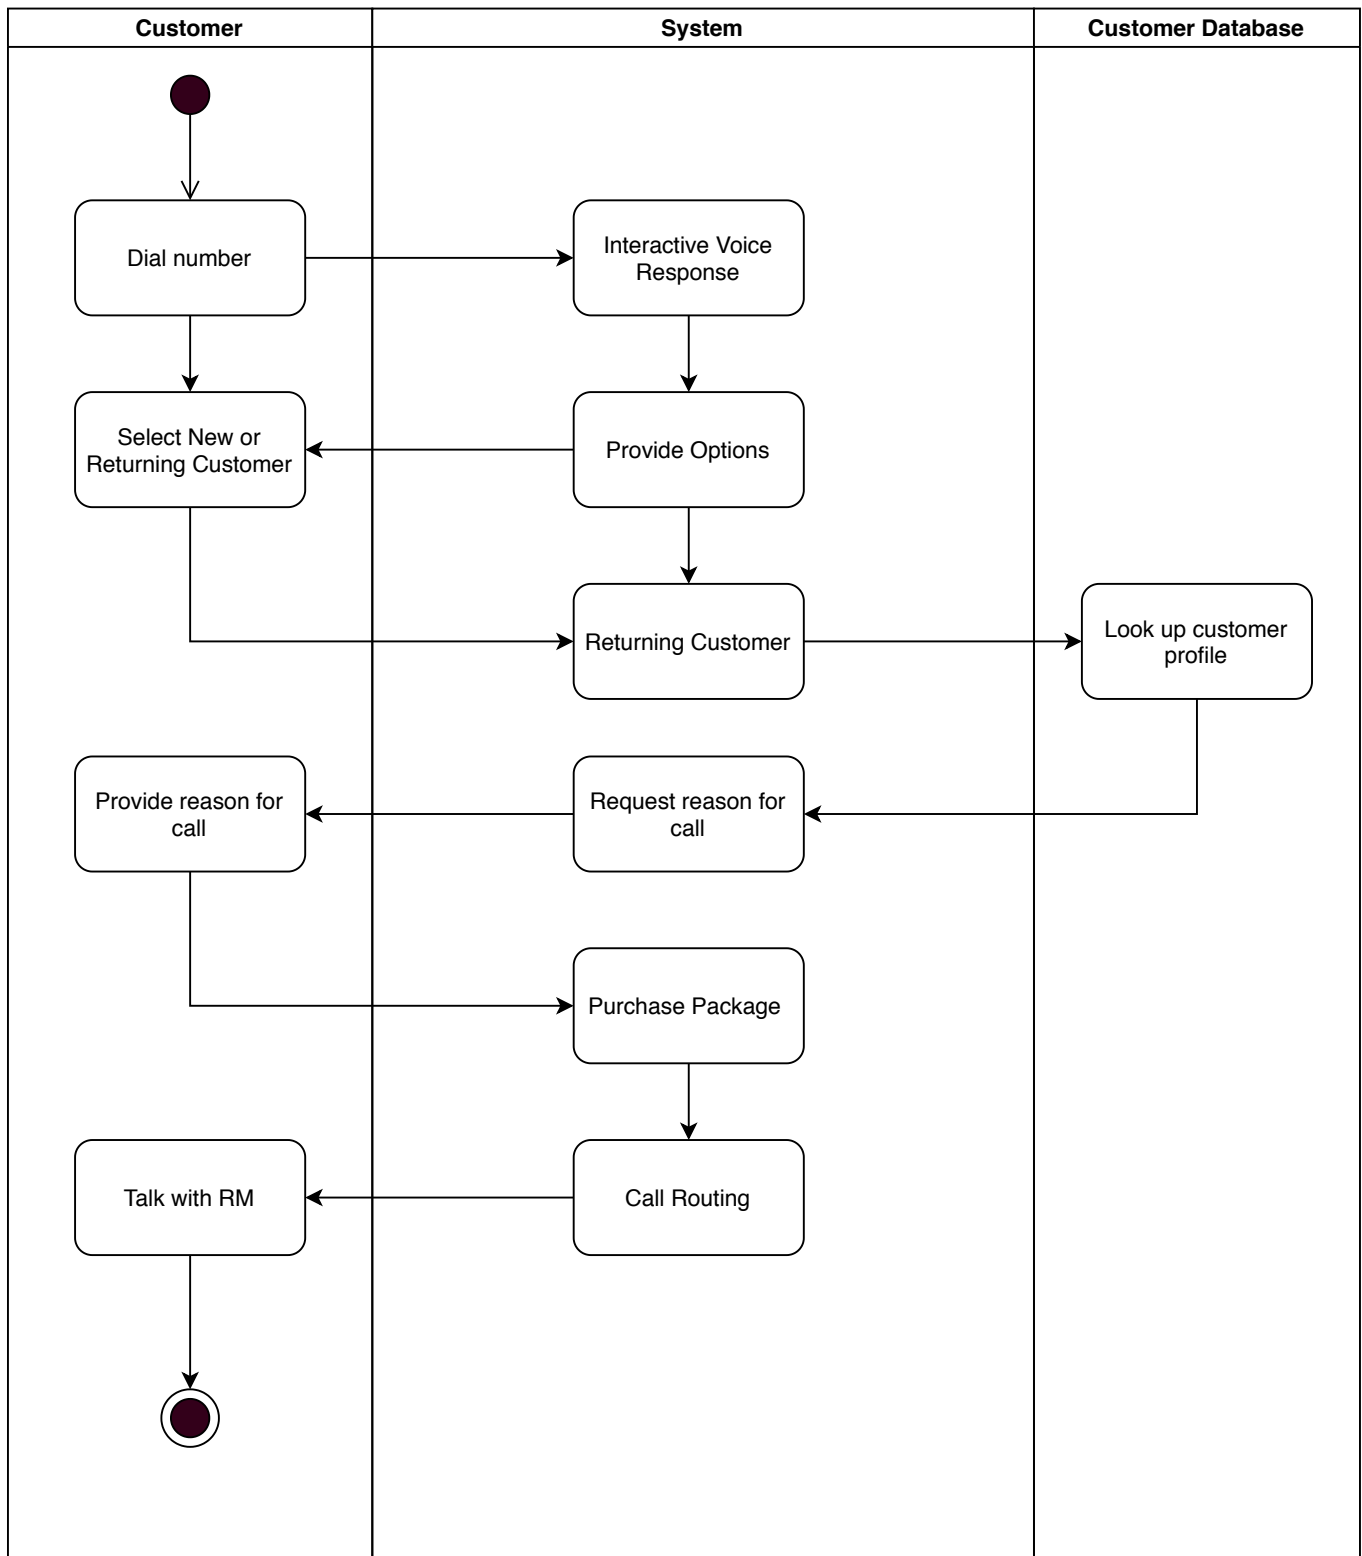 Customer
System
Customer Database
Dial number
Interactive Voice
Response
Select New or
Returning Customer
Provide Options
Returning Customer
Look up customer
profile
Provide reason for
call
Request reason for
call
Purchase Package
Talk with RM
Call Routing